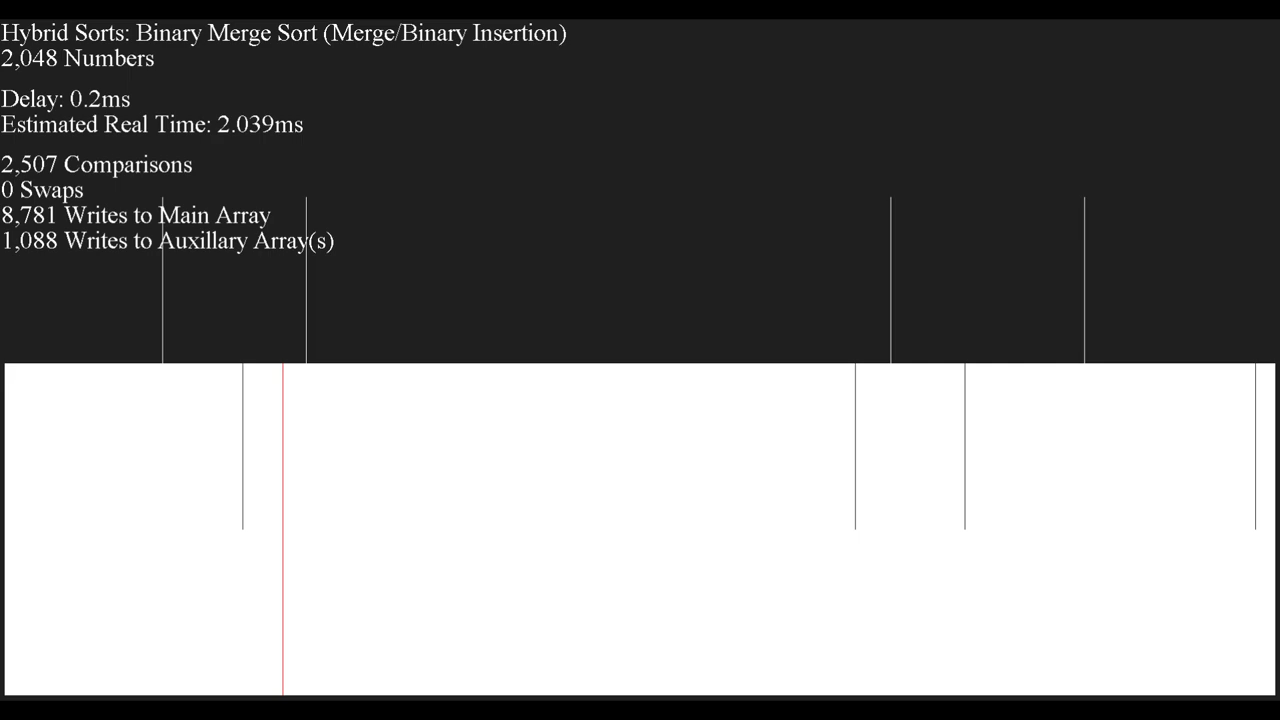 Hybrid Sorts: Binary Merge Sort (Merge/Binary Insertion)
2,048 Numbers
Delay: 0.2ms
Estimated Real Time: 2.039ms
2,507 Comparisons
0 Swaps
8,781 Writes to Main Array
1,088 Writes to Auxillary Array(s)